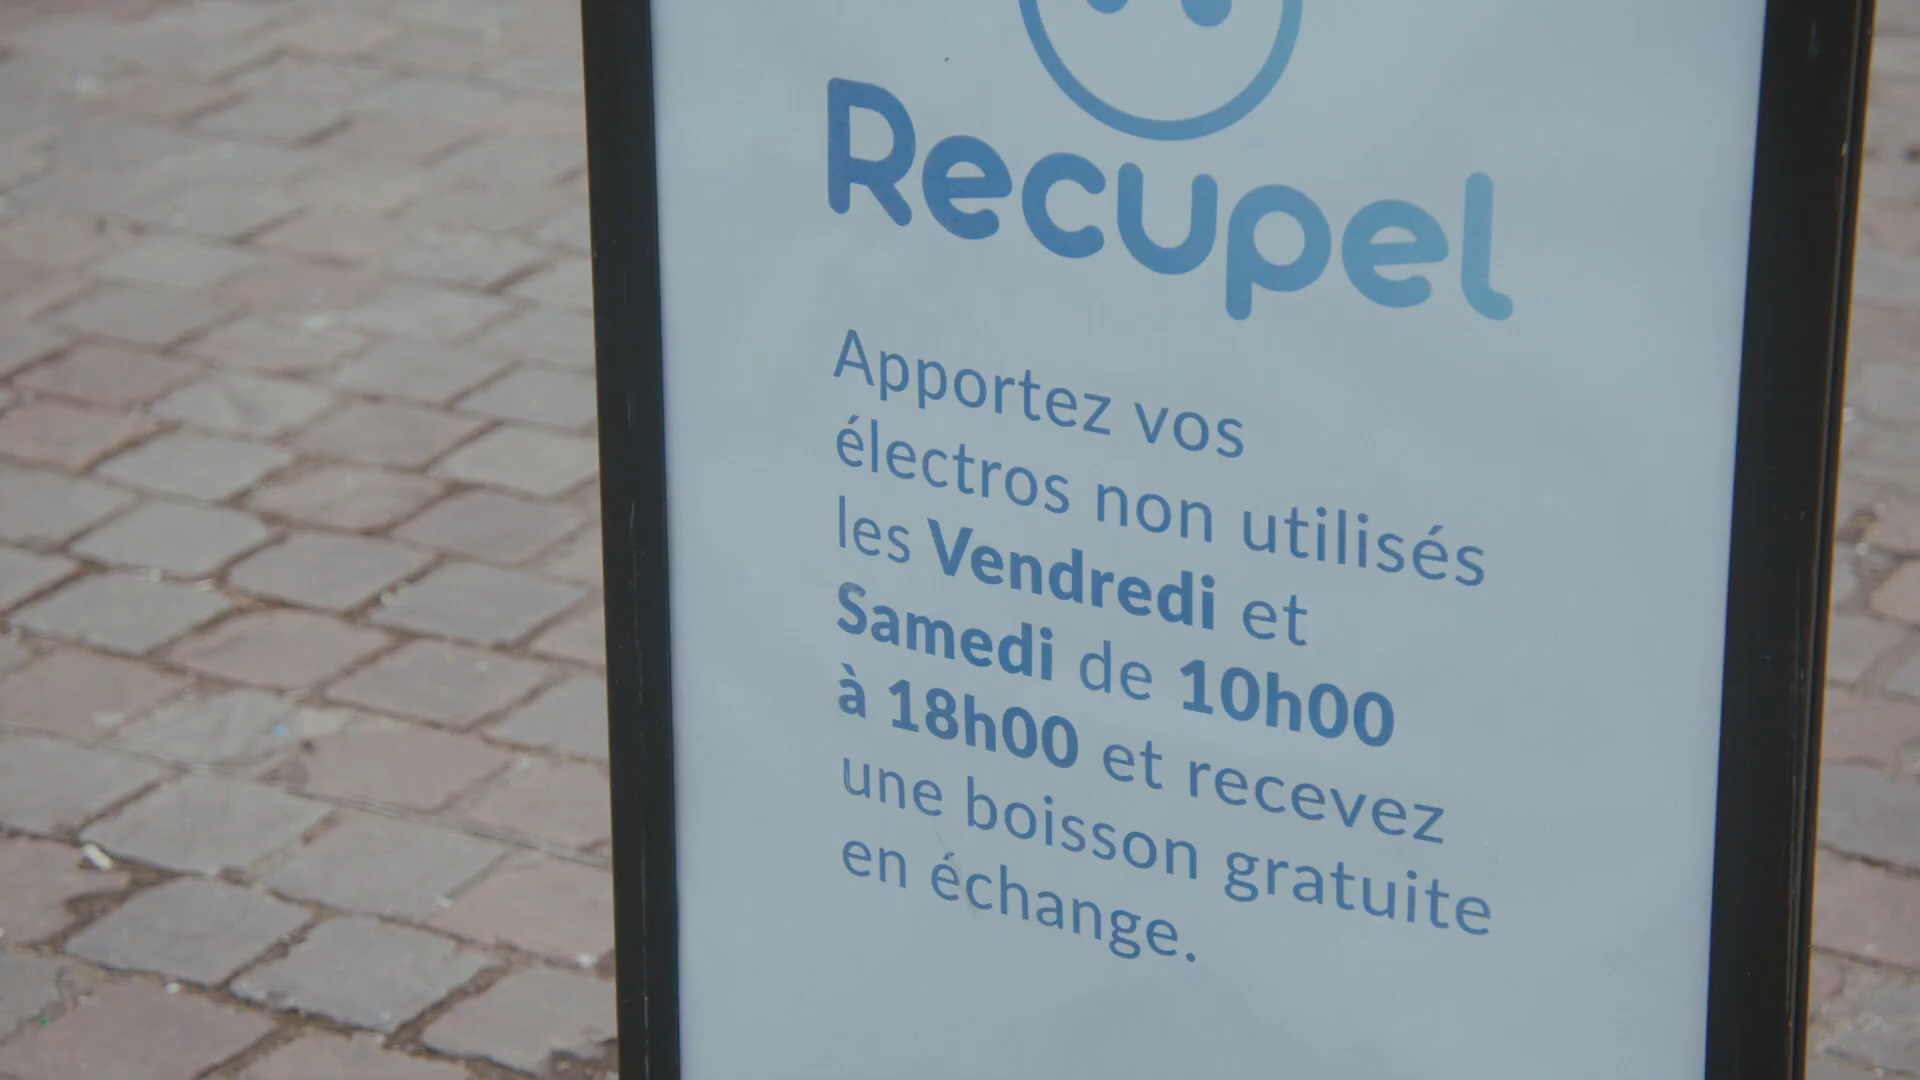 Recupel
Apportez vos
électros non utilisés
les Vendredi et
Samedi de 10h00
à 18h00 et recevez
une boisson gratuite
en échange.